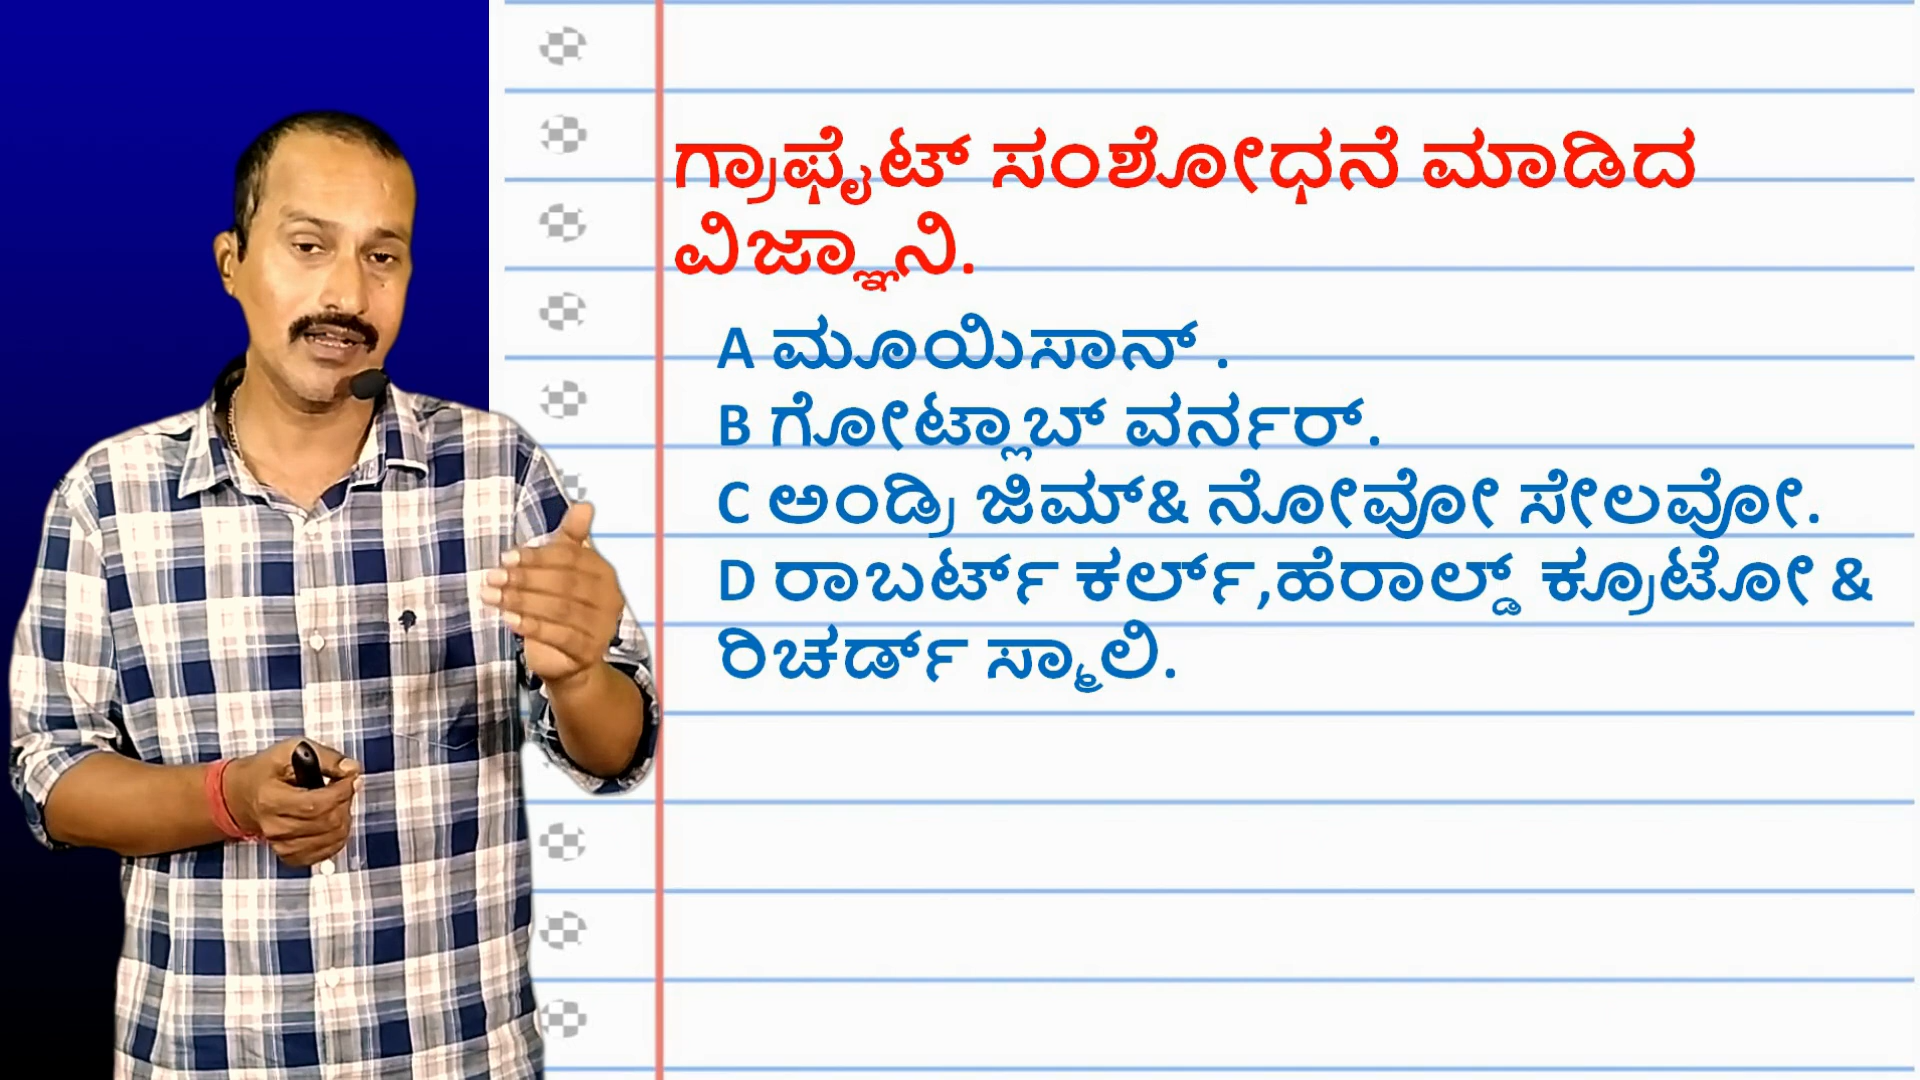 ಗ್ರಾಫೈಟ್ ಸಂಶೋಧನೆ ಮಾಡಿದ
ವಿಜ್ಞಾನಿ.
A ಮೂಯಿಸಾನ್ .
B ಗೋಟ್ಲಾಬ್ ವರ್ನರ್.
C ಅಂಡ್ರಿ ಜಿಮ್& ನೋವೋ ಸೇಲವೋ.
D ರಾಬರ್ಟ್ ಕರ್ಲ್,ಹೆರಾಲ್ಡ್ ಕ್ರೂಟೋ &
ರಿಚರ್ಡ್ ಸ್ಮಾಲಿ.